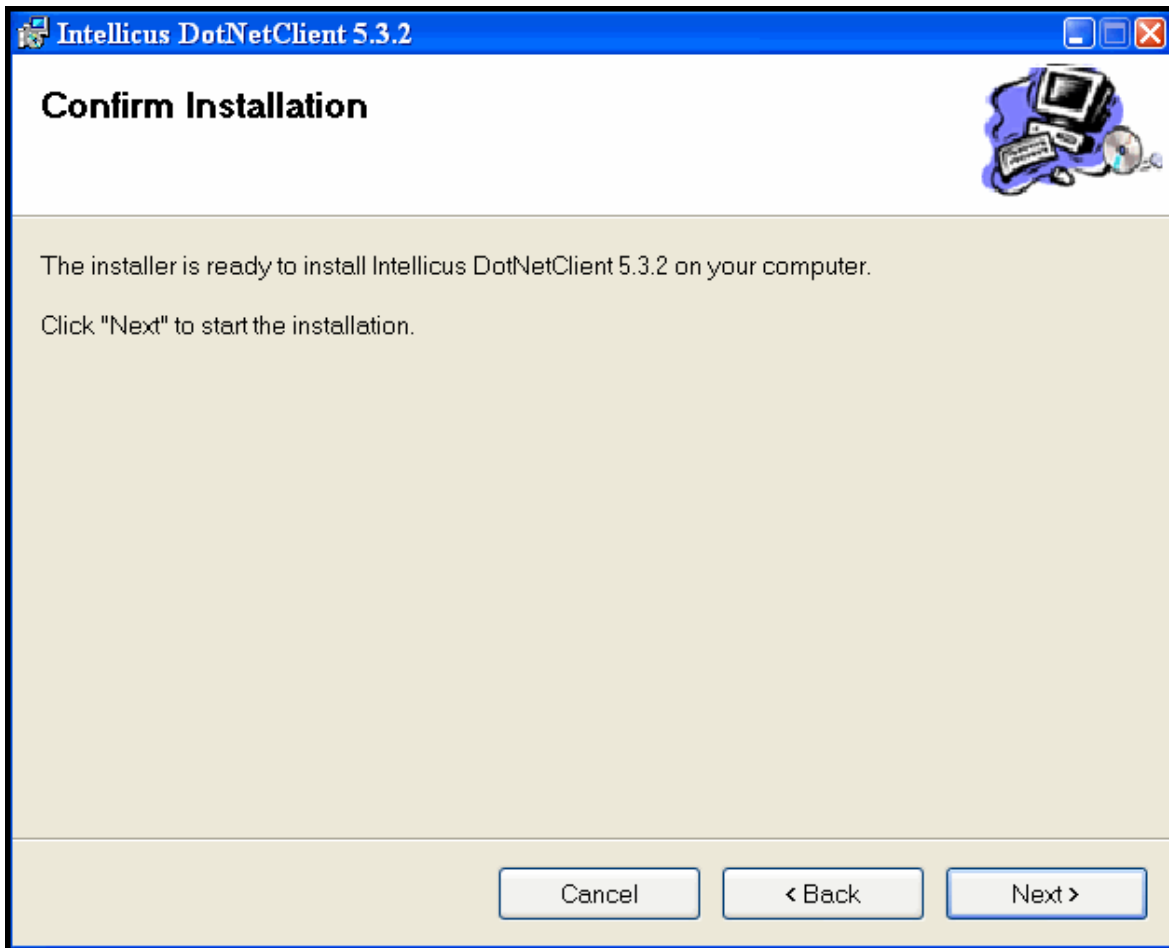 Intellicus DotNetClient 5.3.2
Confirm Installation
The installer is ready to install Intellicus DotNetClient 5.3.2 on your computer.
Click "Next" to start the installation.
Cancel
< Back
Next >